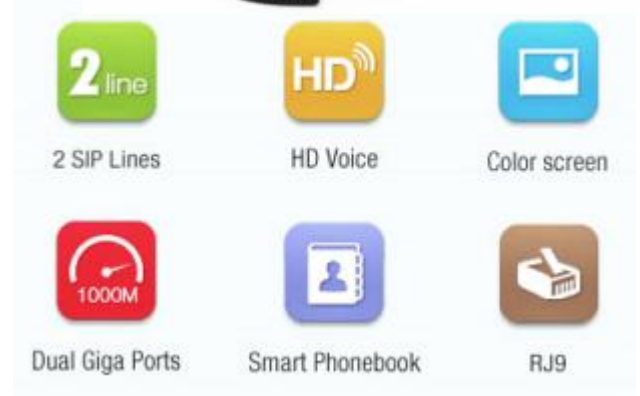 2 line
HD
2 SIP Lines
HD Voice
Color screen
1000M
Dual Giga Ports
Smart Phonebook
RJ9